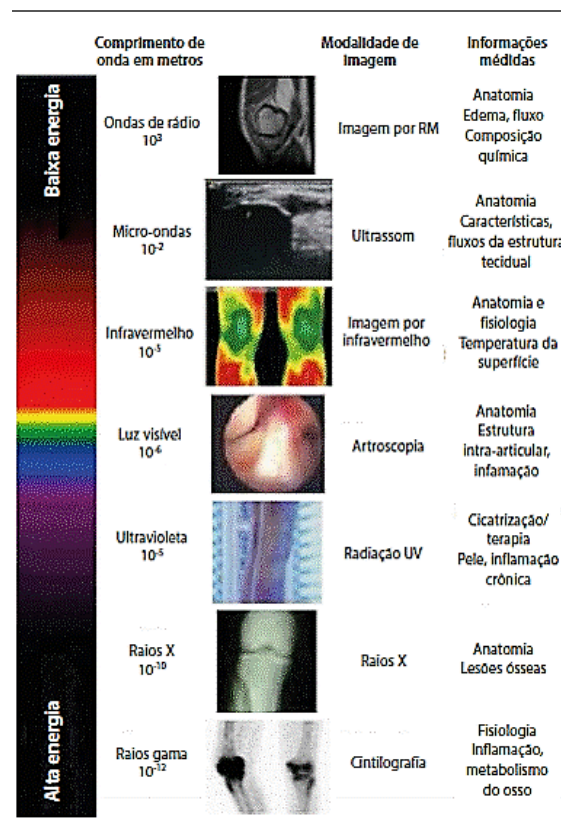 Comprimento de
onda em metros
Modalidade de
imagem
Informações
médidas
Baixa energia
Ondas de rádio
10³
Imagem por RM
Anatomia
Edema, fluxo
Composição
química
Micro-ondas
10⁻²
Ultrassom
Anatomia
Características,
fluxos da estrutura
tecidual
Infravermelho
10⁻⁵
Imagem por
infravermelho
Anatomia e
fisiologia
Temperatura da
superfície
Luz visível
10⁻⁶
Artroscopia
Anatomia
Estrutura
intra-articular,
infamação
Ultravioleta
10⁻⁵
Radiação UV
Cicatrização/
terapia
Pele, inflamação
crônica
Raios X
10⁻¹⁰
Raios X
Anatomia
Lesões ósseas
Alta energia
Raios gama
10⁻¹²
Cintilografia
Fisiologia
Inflamação,
metabolismo
do osso